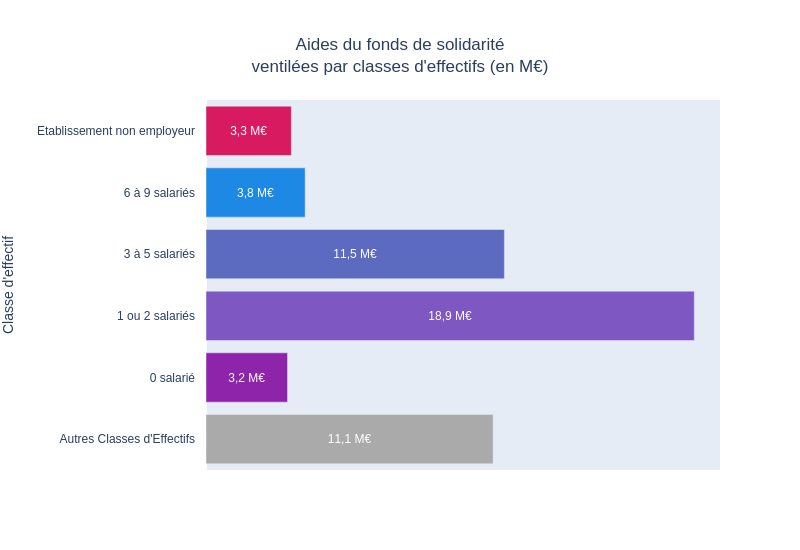 Aides du fonds de solidarité
ventilées par classes d'effectifs (en M€)
Classe d'effectif
Etablissement non employeur
3,3 M€
6 à 9 salariés
3,8 M€
3 à 5 salariés
11,5 M€
1 ou 2 salariés
18,9 M€
0 salarié
3,2 M€
Autres Classes d'Effectifs
11,1 M€